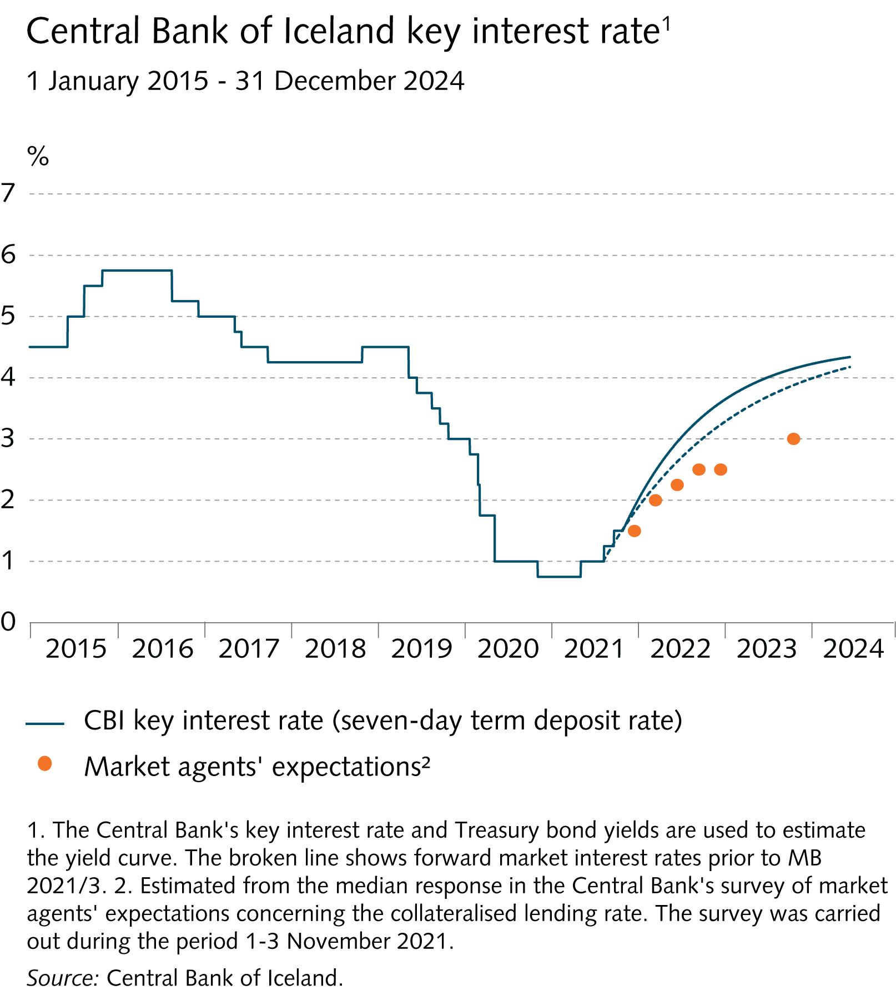 Central Bank of Iceland key interest rate¹
1 January 2015 - 31 December 2024
%
7
6
5
4
3
2
1
0
2015 2016 2017 2018 2019 2020 2021 2022 2023 2024
CBI key interest rate (seven-day term deposit rate)
Market agents' expectations²
1. The Central Bank's key interest rate and Treasury bond yields are used to estimate
the yield curve. The broken line shows forward market interest rates prior to MB
2021/3. 2. Estimated from the median response in the Central Bank's survey of market
agents' expectations concerning the collateralised lending rate. The survey was carried
out during the period 1-3 November 2021.
Source: Central Bank of Iceland.